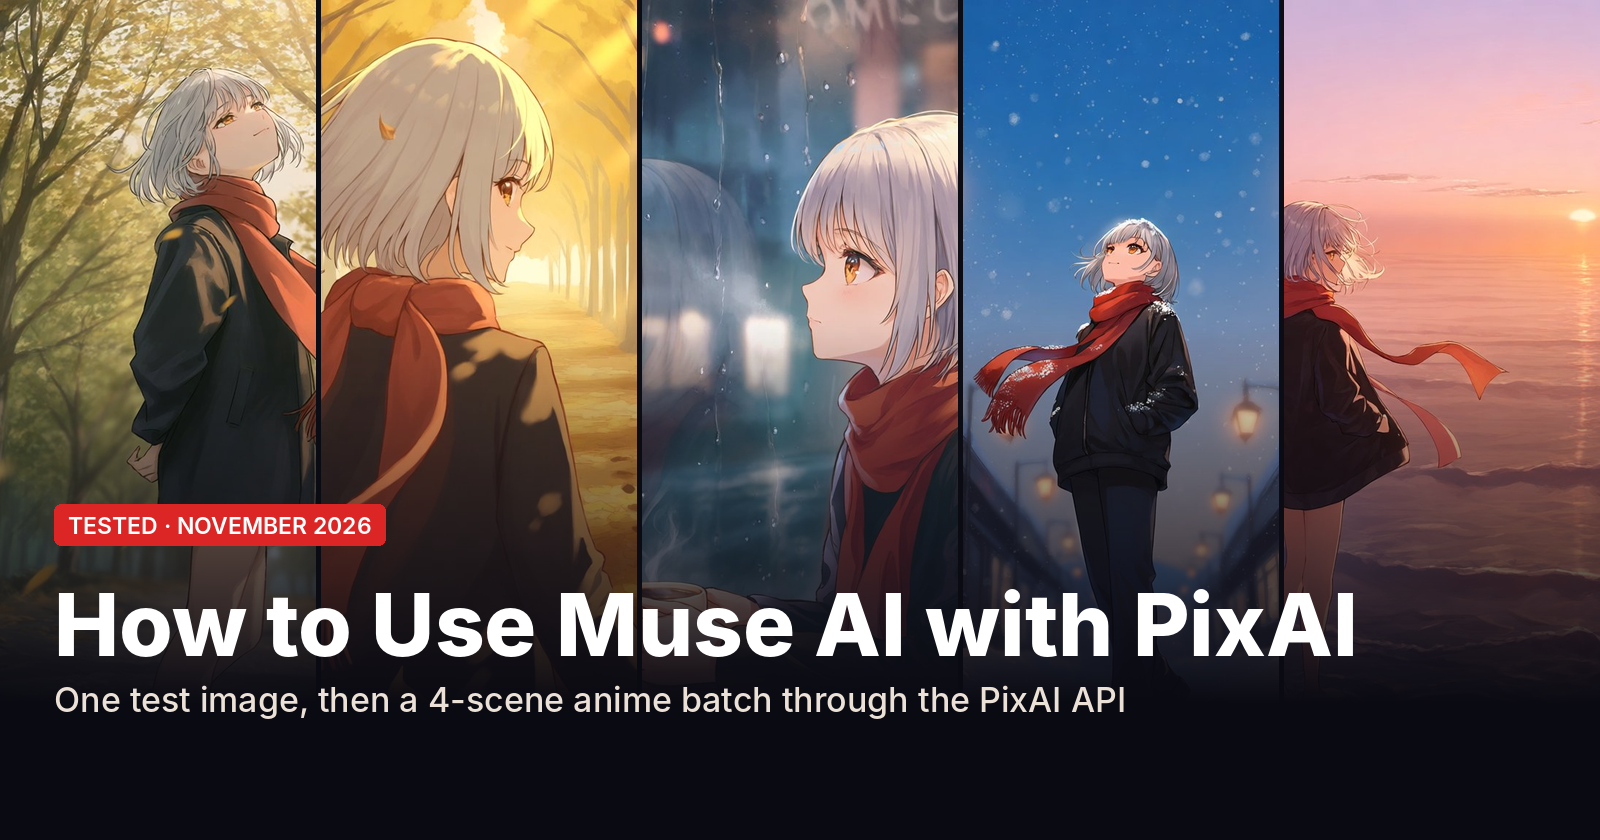 TESTED · NOVEMBER 2026
How to Use Muse AI with PixAI
One test image, then a 4-scene anime batch through the PixAI API